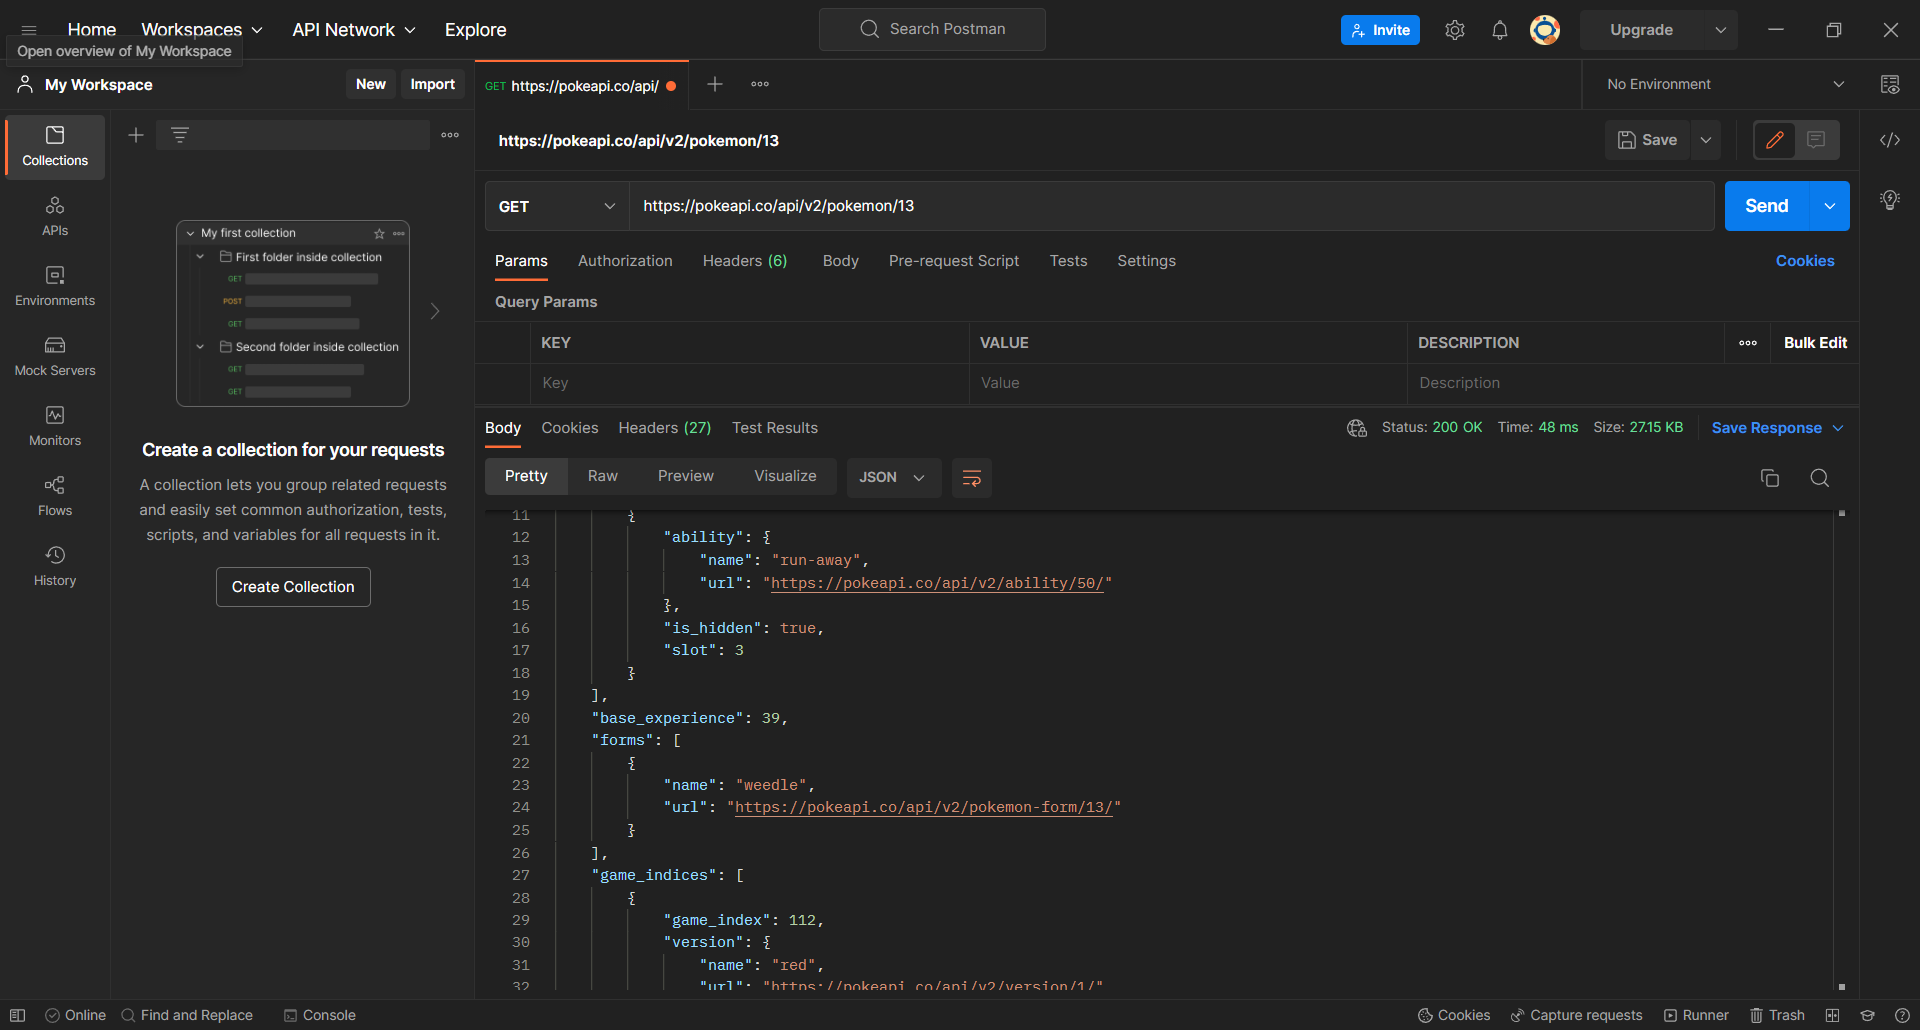 Home Workspaces API Network Explore Search Postman Invite Upgrade
Open overview of My Workspace
My Workspace New Import GET https://pokeapi.co/api/ No Environment
Collections
APIs
Environments
Mock Servers
Monitors
Flows
History
My first collection
First folder inside collection
GET
POST
GET
Second folder inside collection
GET
GET
Create a collection for your requests
A collection lets you group related requests
and easily set common authorization, tests,
scripts, and variables for all requests in it.
Create Collection
https://pokeapi.co/api/v2/pokemon/13 Save
GET https://pokeapi.co/api/v2/pokemon/13 Send
Params Authorization Headers (6) Body Pre-request Script Tests Settings Cookies
Query Params
KEY VALUE DESCRIPTION Bulk Edit
Key Value Description
Body Cookies Headers (27) Test Results Status: 200 OK Time: 48 ms Size: 27.15 KB Save Response
Pretty Raw Preview Visualize JSON
11 {
12 "ability": {
13 "name": "run-away",
14 "url": "https://pokeapi.co/api/v2/ability/50/"
15 },
16 "is_hidden": true,
17 "slot": 3
18 }
19 ],
20 "base_experience": 39,
21 "forms": [
22 {
23 "name": "weedle",
24 "url": "https://pokeapi.co/api/v2/pokemon-form/13/"
25 }
26 ],
27 "game_indices": [
28 {
29 "game_index": 112,
30 "version": {
31 "name": "red",
32 "url": "https://pokeapi.co/api/v2/version/1/"
Online Find and Replace Console Cookies Capture requests Runner Trash